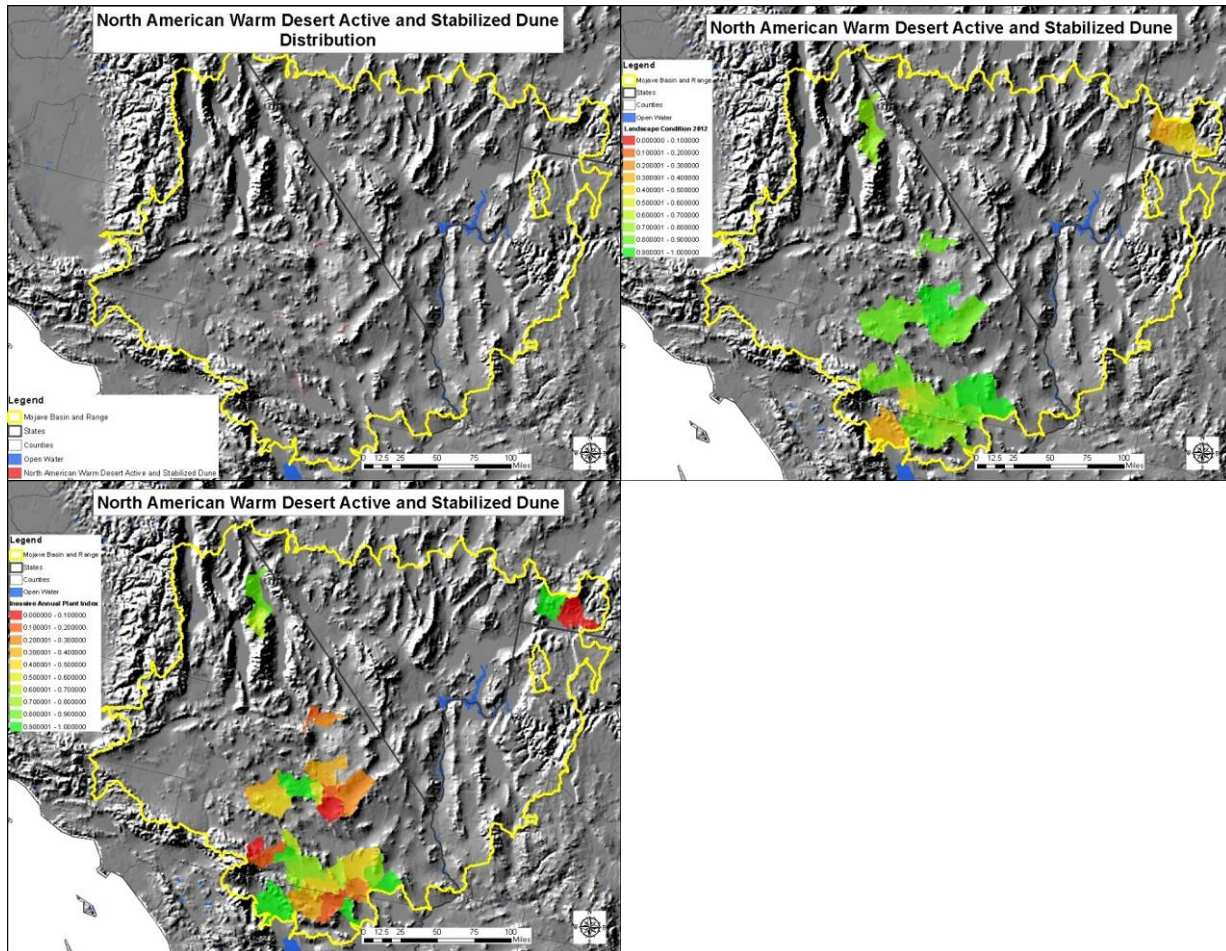 North American Warm Desert Active and Stabilized Dune
Distribution
Legend
Mojave Basin and Range
States
Counties
Open Water
North American Warm Desert Active and Stabilized Dune
0 12.5 25 50 75 100
Miles
North American Warm Desert Active and Stabilized Dune
Legend
Mojave Basin and Range
States
Counties
Open Water
Landscape Condition 2012
0.000000 - 0.100000
0.100001 - 0.200000
0.200001 - 0.300000
0.300001 - 0.400000
0.400001 - 0.500000
0.500001 - 0.600000
0.600001 - 0.700000
0.700001 - 0.800000
0.800001 - 0.900000
0.900001 - 1.000000
0 12.5 25 50 75 100
Miles
North American Warm Desert Active and Stabilized Dune
Legend
Mojave Basin and Range
States
Counties
Open Water
Invasive Annual Plant Index
0.000000 - 0.100000
0.100001 - 0.200000
0.200001 - 0.300000
0.300001 - 0.400000
0.400001 - 0.500000
0.500001 - 0.600000
0.600001 - 0.700000
0.700001 - 0.800000
0.800001 - 0.900000
0.900001 - 1.000000
0 12.5 25 50 75 100
Miles